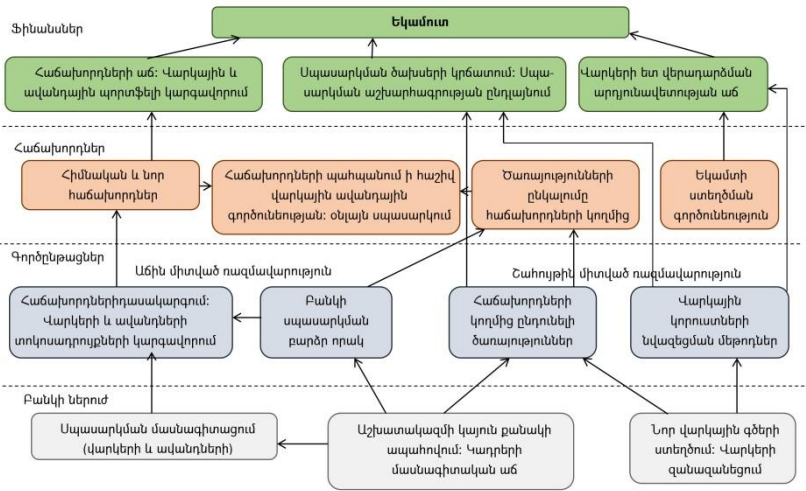 Ֆինանսներ
Եկամուտ
Հաճախորդների աճ: Վարկային և
ավանդային պորտֆելի կարգավորում
Սպասարկման ծախսերի կրճատում: Սպա-
սարկման աշխարհագրության ընդլայնում
Վարկերի ետ վերադարձման
արդյունավետության աճ
Հաճախորդներ
Հիմնական և նոր
հաճախորդներ
Հաճախորդների պահպանում ի հաշիվ
վարկային ավանդային
գործունեության: օնլայն սպասարկում
Ծառայությունների
ընկալումը
հաճախորդների կողմից
Եկամտի
ստեղծման
գործունեություն
Գործընթացներ
Աճին միտված ռազմավարություն
Շահույթին միտված ռազմավարություն
Հաճախորդներիդասակարգում:
Վարկերի և ավանդների
տոկոսադրույքների կարգավորում
Բանկի
սպասարկման
բարձր որակ
Հաճախորդների
կողմից ընդունելի
ծառայություններ
Վարկային
կորուստների
նվազեցման մեթոդներ
Բանկի ներուժ
Սպասարկման մասնագիտացում
(վարկերի և ավանդների)
Աշխատակազմի կայուն քանակի
ապահովում: Կադրերի
մասնագիտական աճ
Նոր վարկային գծերի
ստեղծում: Վարկերի
զանազանեցում